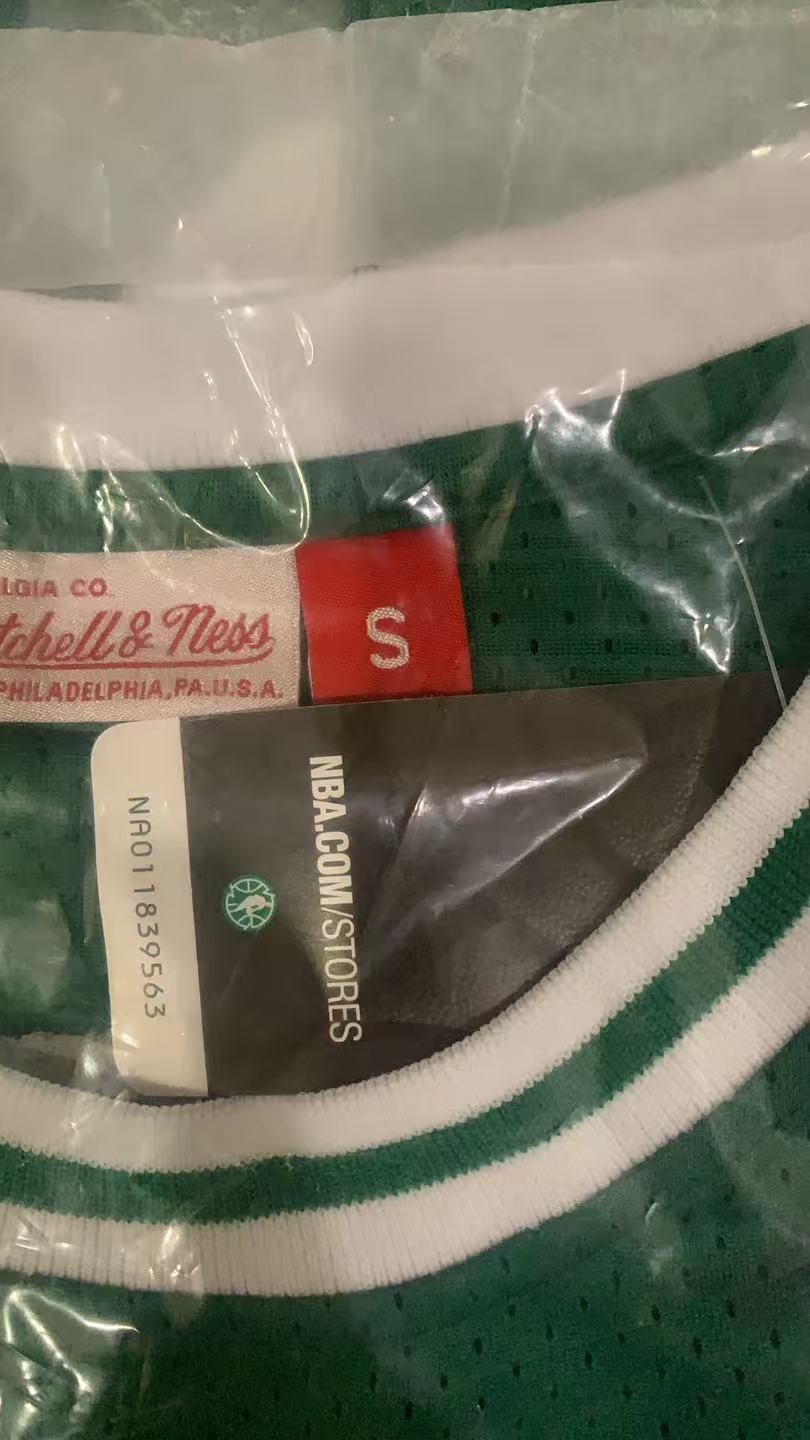 LGIA CO.
tchell & Ness
PHILADELPHIA, PA. U.S.A.
S
NBA.COM/STORES
NA011839563